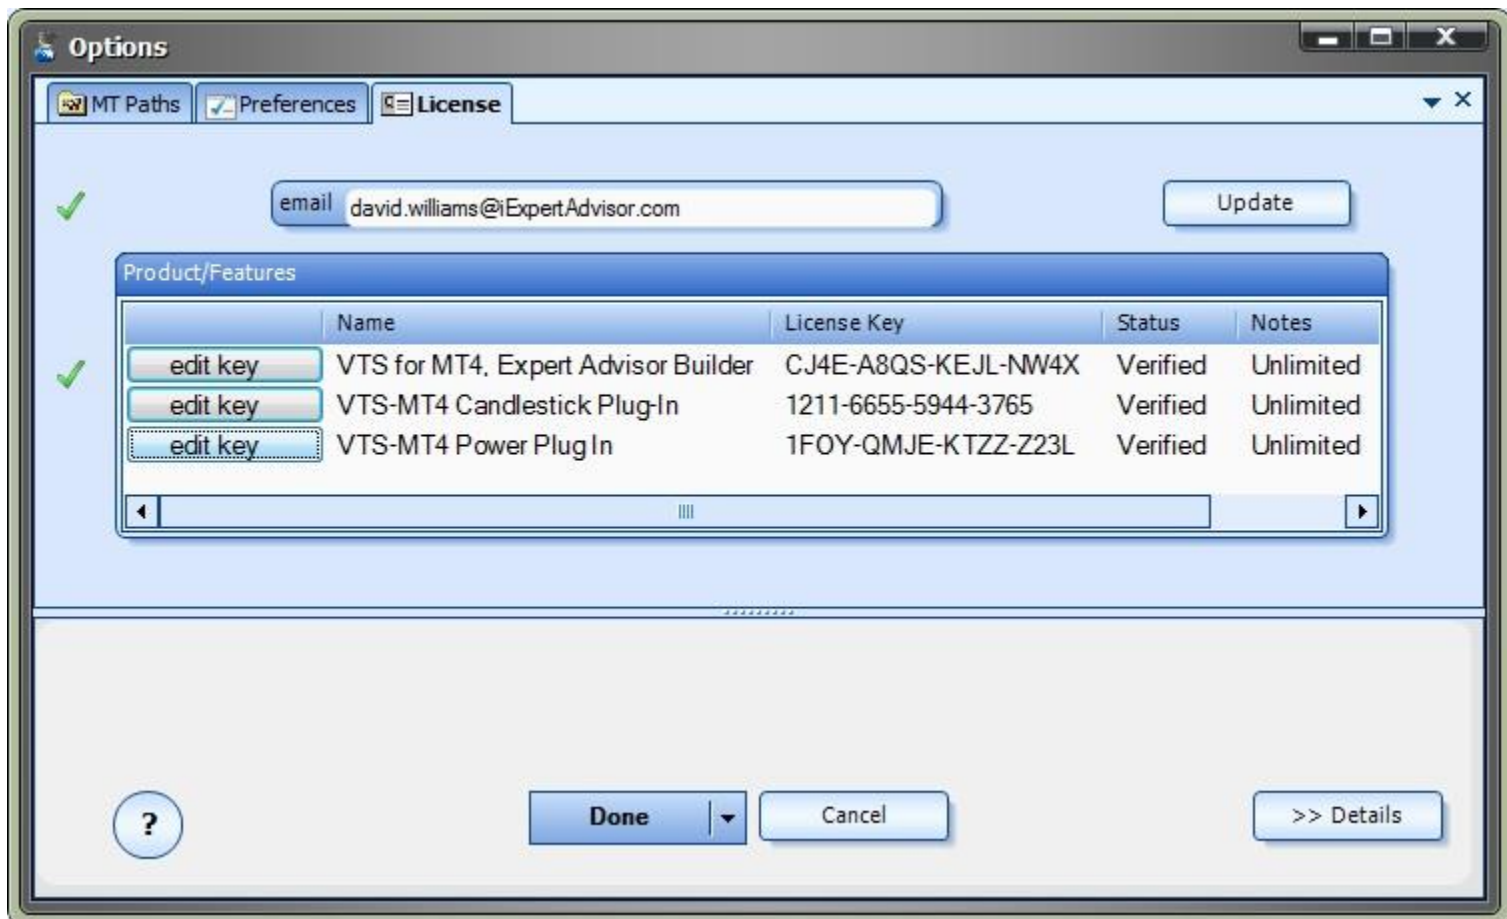 Options
MT Paths Preferences License
email david.williams@iExpertAdvisor.com Update
Product/Features
Name License Key Status Notes
edit key VTS for MT4, Expert Advisor Builder CJ4E-A8QS-KEJL-NW4X Verified Unlimited
edit key VTS-MT4 Candlestick Plug-In 1211-6655-5944-3765 Verified Unlimited
edit key VTS-MT4 Power Plug In 1FOY-QMJE-KTZZ-Z23L Verified Unlimited
? Done Cancel >> Details